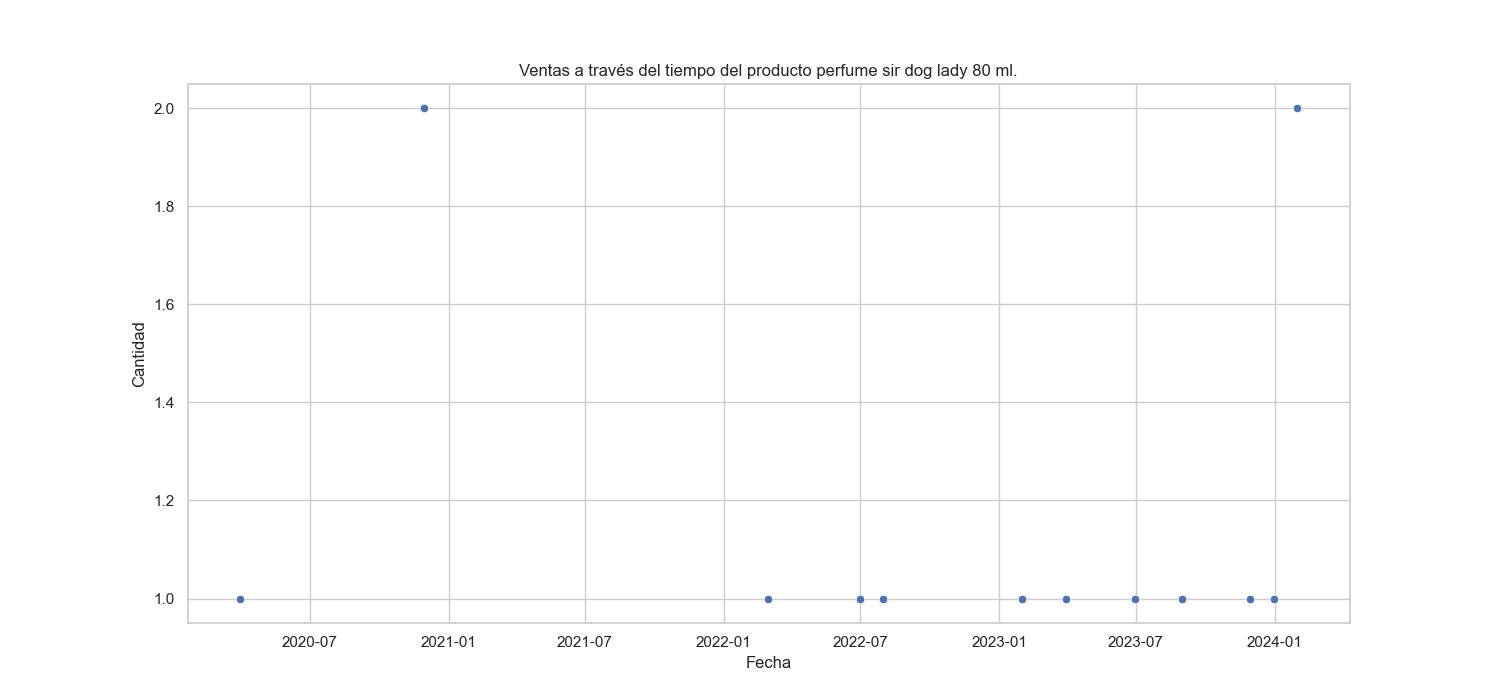 Ventas a través del tiempo del producto perfume sir dog lady 80 ml.
2.0
1.8
1.6
1.4
1.2
1.0
Cantidad
2020-07 2021-01 2021-07 2022-01 2022-07 2023-01 2023-07 2024-01
Fecha